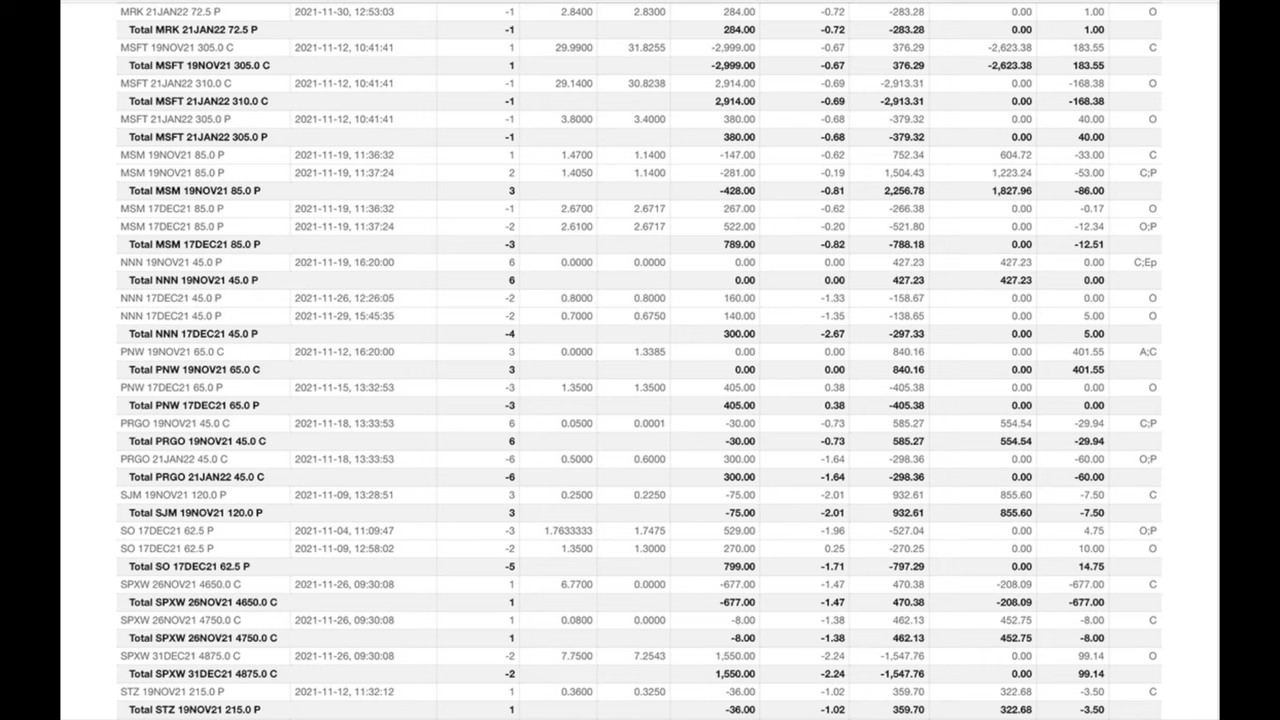 MRK 21JAN22 72.5 P 2021-11-30, 12:53:03 -1 2.8400 2.8300 284.00 -0.72 -283.28 0.00 1.00 O
Total MRK 21JAN22 72.5 P -1 284.00 -0.72 -283.28 0.00 1.00
MSFT 19NOV21 305.0 C 2021-11-12, 10:41:41 1 29.9900 31.8255 -2,999.00 -0.67 376.29 -2,623.38 183.55 C
Total MSFT 19NOV21 305.0 C 1 -2,999.00 -0.67 376.29 -2,623.38 183.55
MSFT 21JAN22 310.0 C 2021-11-12, 10:41:41 -1 29.1400 30.8238 2,914.00 -0.69 -2,913.31 0.00 -168.38 O
Total MSFT 21JAN22 310.0 C -1 2,914.00 -0.69 -2,913.31 0.00 -168.38
MSFT 21JAN22 305.0 P 2021-11-12, 10:41:41 -1 3.8000 3.4000 380.00 -0.68 -379.32 0.00 40.00 O
Total MSFT 21JAN22 305.0 P -1 380.00 -0.68 -379.32 0.00 40.00
MSM 19NOV21 85.0 P 2021-11-19, 11:36:32 1 1.4700 1.1400 -147.00 -0.62 752.34 604.72 -33.00 C
MSM 19NOV21 85.0 P 2021-11-19, 11:37:24 2 1.4050 1.1400 -281.00 -0.19 1,504.43 1,223.24 -53.00 C;P
Total MSM 19NOV21 85.0 P 3 -428.00 -0.81 2,256.78 1,827.96 -86.00
MSM 17DEC21 85.0 P 2021-11-19, 11:36:32 -1 2.6700 2.6717 267.00 -0.62 -266.38 0.00 -0.17 O
MSM 17DEC21 85.0 P 2021-11-19, 11:37:24 -2 2.6100 2.6717 522.00 -0.20 -521.80 0.00 -12.34 O;P
Total MSM 17DEC21 85.0 P -3 789.00 -0.82 -788.18 0.00 -12.51
NNN 19NOV21 45.0 P 2021-11-19, 16:20:00 6 0.0000 0.0000 0.00 0.00 427.23 427.23 0.00 C;Ep
Total NNN 19NOV21 45.0 P 6 0.00 0.00 427.23 427.23 0.00
NNN 17DEC21 45.0 P 2021-11-26, 12:26:05 -2 0.8000 0.8000 160.00 -1.33 -158.67 0.00 0.00 O
NNN 17DEC21 45.0 P 2021-11-29, 15:45:35 -2 0.7000 0.6750 140.00 -1.35 -138.65 0.00 5.00 O
Total NNN 17DEC21 45.0 P -4 300.00 -2.67 -297.33 0.00 5.00
PNW 19NOV21 65.0 C 2021-11-12, 16:20:00 3 0.0000 1.3385 0.00 0.00 840.16 0.00 401.55 A;C
Total PNW 19NOV21 65.0 C 3 0.00 0.00 840.16 0.00 401.55
PNW 17DEC21 65.0 P 2021-11-15, 13:32:53 -3 1.3500 1.3500 405.00 0.38 -405.38 0.00 0.00 O
Total PNW 17DEC21 65.0 P -3 405.00 0.38 -405.38 0.00 0.00
PRGO 19NOV21 45.0 C 2021-11-18, 13:33:53 6 0.0500 0.0001 -30.00 -0.73 585.27 554.54 -29.94 C;P
Total PRGO 19NOV21 45.0 C 6 -30.00 -0.73 585.27 554.54 -29.94
PRGO 21JAN22 45.0 C 2021-11-18, 13:33:53 -6 0.5000 0.6000 300.00 -1.64 -298.36 0.00 -60.00 O;P
Total PRGO 21JAN22 45.0 C -6 300.00 -1.64 -298.36 0.00 -60.00
SJM 19NOV21 120.0 P 2021-11-09, 13:28:51 3 0.2500 0.2250 -75.00 -2.01 932.61 855.60 -7.50 C
Total SJM 19NOV21 120.0 P 3 -75.00 -2.01 932.61 855.60 -7.50
SO 17DEC21 62.5 P 2021-11-04, 11:09:47 -3 1.7633333 1.7475 529.00 -1.96 -527.04 0.00 4.75 O;P
SO 17DEC21 62.5 P 2021-11-09, 12:58:02 -2 1.3500 1.3000 270.00 0.25 -270.25 0.00 10.00 O
Total SO 17DEC21 62.5 P -5 799.00 -1.71 -797.29 0.00 14.75
SPXW 26NOV21 4650.0 C 2021-11-26, 09:30:08 1 6.7700 0.0000 -677.00 -1.47 470.38 -208.09 -677.00 C
Total SPXW 26NOV21 4650.0 C 1 -677.00 -1.47 470.38 -208.09 -677.00
SPXW 26NOV21 4750.0 C 2021-11-26, 09:30:08 1 0.0800 0.0000 -8.00 -1.38 462.13 452.75 -8.00 C
Total SPXW 26NOV21 4750.0 C 1 -8.00 -1.38 462.13 452.75 -8.00
SPXW 31DEC21 4875.0 C 2021-11-26, 09:30:08 -2 7.7500 7.2543 1,550.00 -2.24 -1,547.76 0.00 99.14 O
Total SPXW 31DEC21 4875.0 C -2 1,550.00 -2.24 -1,547.76 0.00 99.14
STZ 19NOV21 215.0 P 2021-11-12, 11:32:12 1 0.3600 0.3250 -36.00 -1.02 359.70 322.68 -3.50 C
Total STZ 19NOV21 215.0 P 1 -36.00 -1.02 359.70 322.68 -3.50